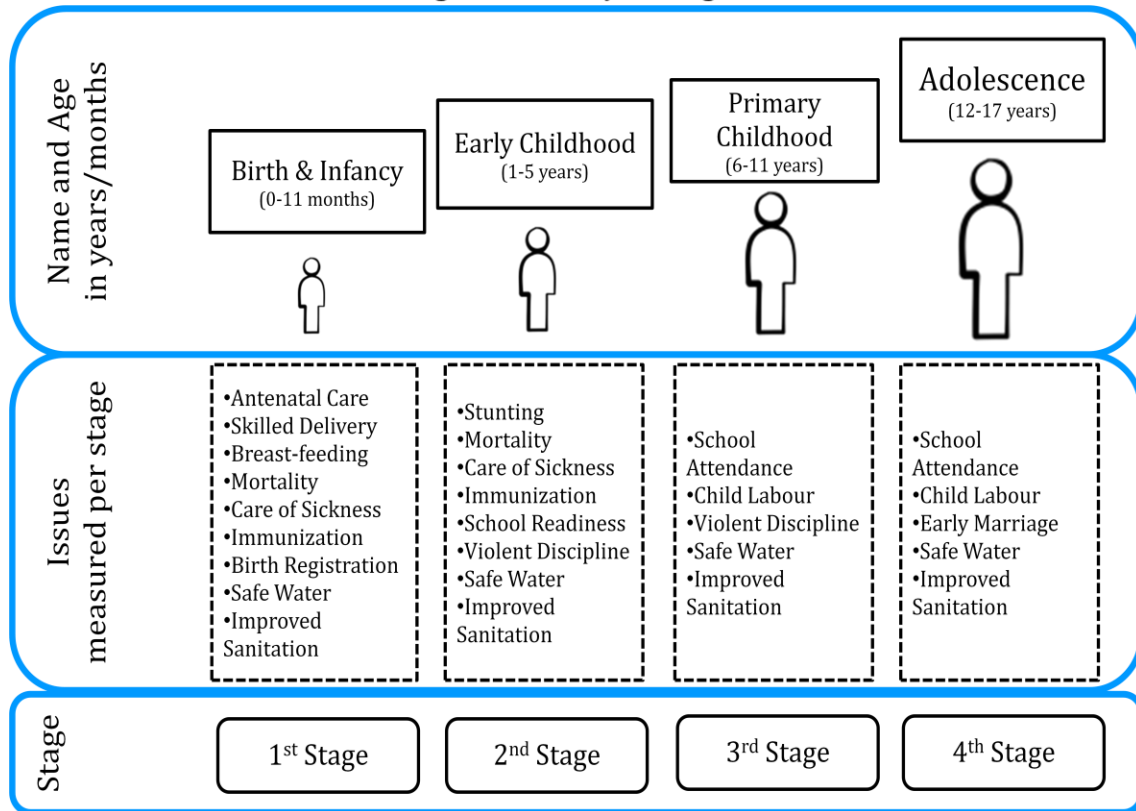 Name and Age
in years/months
Birth & Infancy
(0-11 months)
Early Childhood
(1-5 years)
Primary
Childhood
(6-11 years)
Adolescence
(12-17 years)
Issues
measured per stage
•Antenatal Care
•Skilled Delivery
•Breast-feeding
•Mortality
•Care of Sickness
•Immunization
•Birth Registration
•Safe Water
•Improved
Sanitation
•Stunting
•Mortality
•Care of Sickness
•Immunization
•School Readiness
•Violent Discipline
•Safe Water
•Improved
Sanitation
•School
Attendance
•Child Labour
•Violent Discipline
•Safe Water
•Improved
Sanitation
•School
Attendance
•Child Labour
•Early Marriage
•Safe Water
•Improved
Sanitation
Stage
1st Stage
2nd Stage
3rd Stage
4th Stage